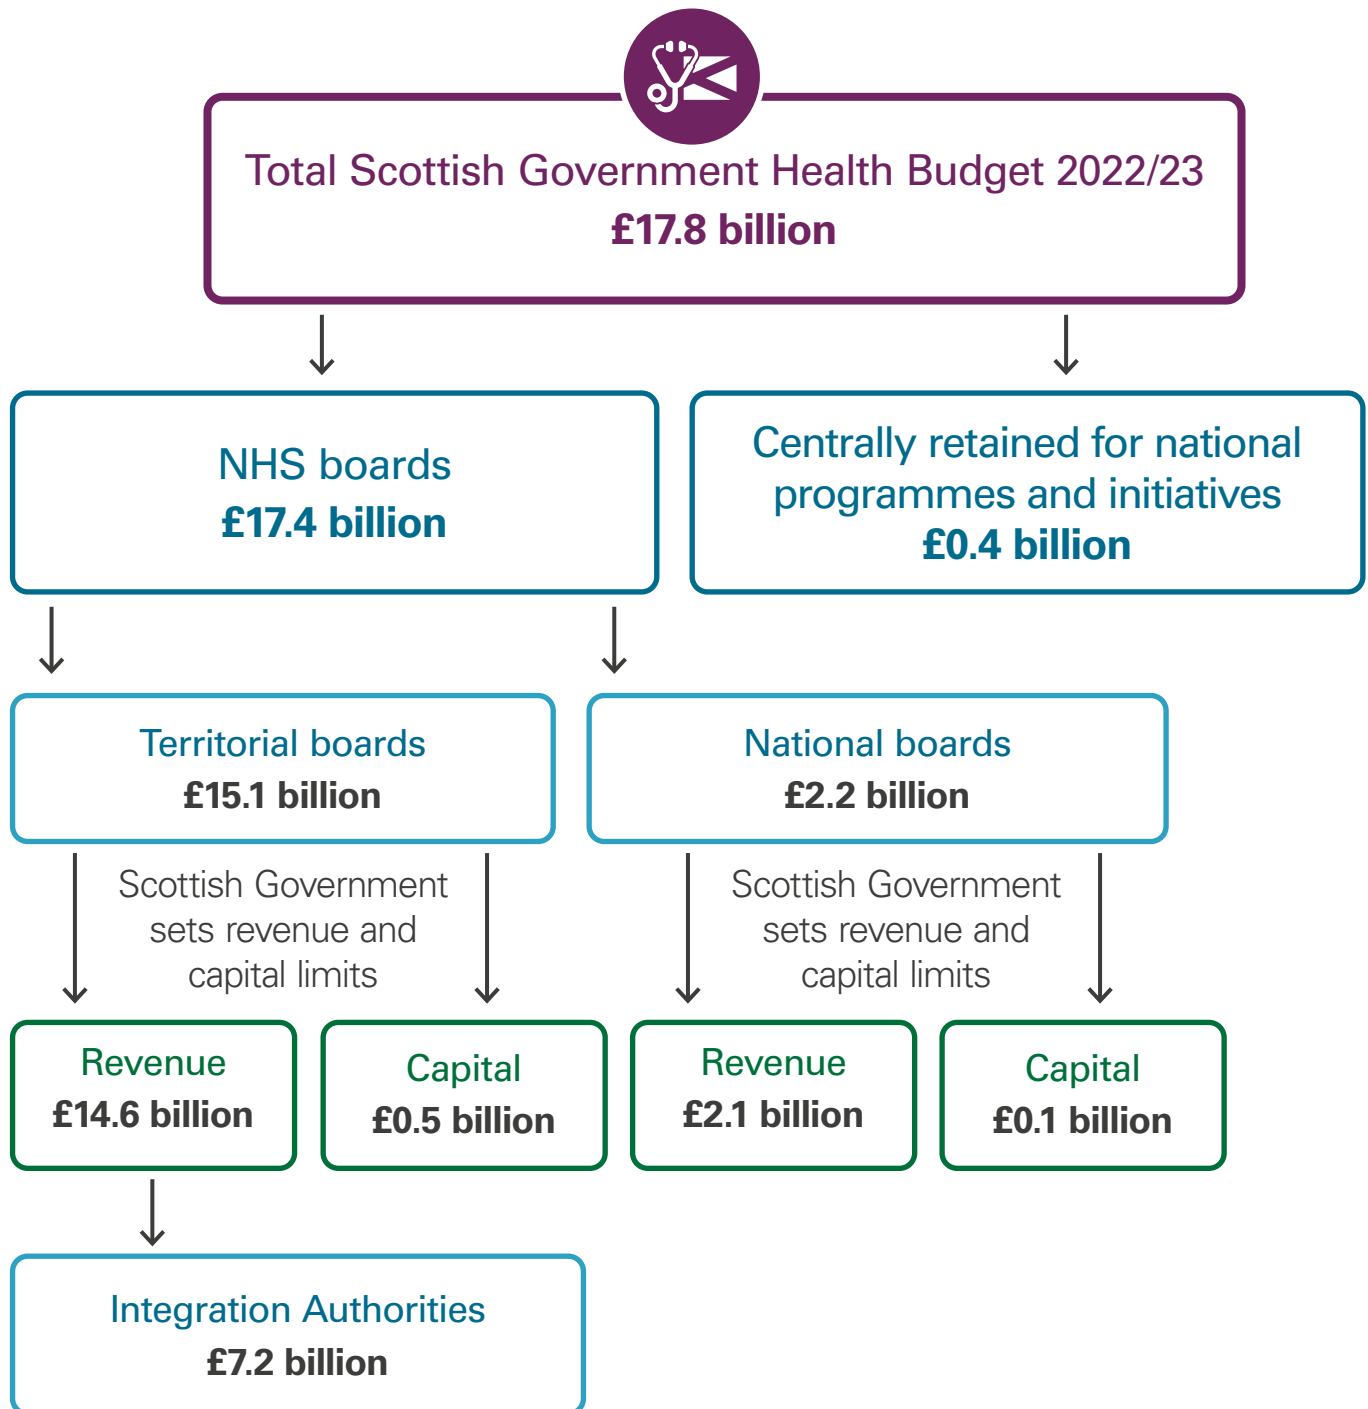 Total Scottish Government Health Budget 2022/23
£17.8 billion
NHS boards
£17.4 billion
Centrally retained for national
programmes and initiatives
£0.4 billion
Territorial boards
£15.1 billion
National boards
£2.2 billion
Scottish Government
sets revenue and
capital limits
Scottish Government
sets revenue and
capital limits
Revenue
£14.6 billion
Capital
£0.5 billion
Revenue
£2.1 billion
Capital
£0.1 billion
Integration Authorities
£7.2 billion